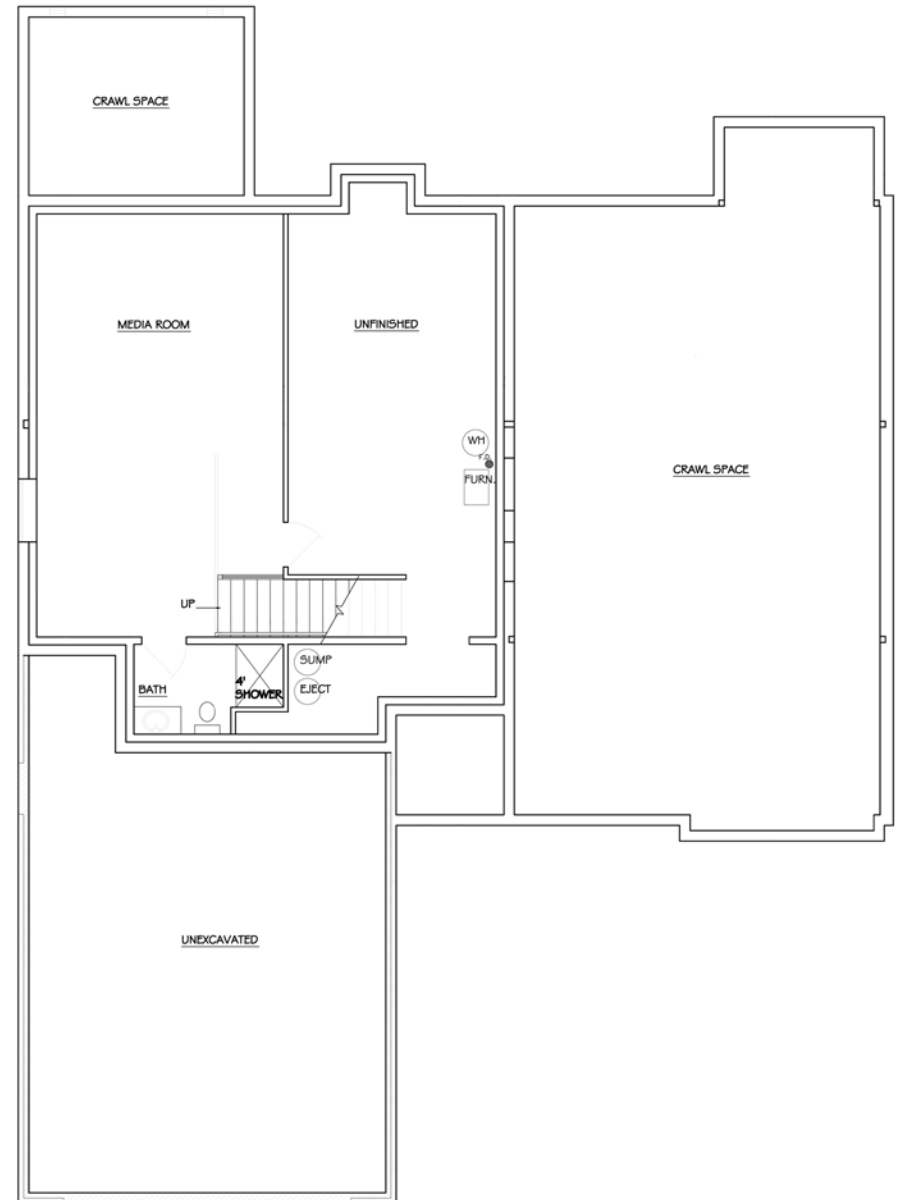 CRAWL SPACE
MEDIA ROOM
UNFINISHED
WH
F.D.
FURN.
CRAWL SPACE
UP
SUMP
BATH
4'
SHOWER
EJECT
UNEXCAVATED